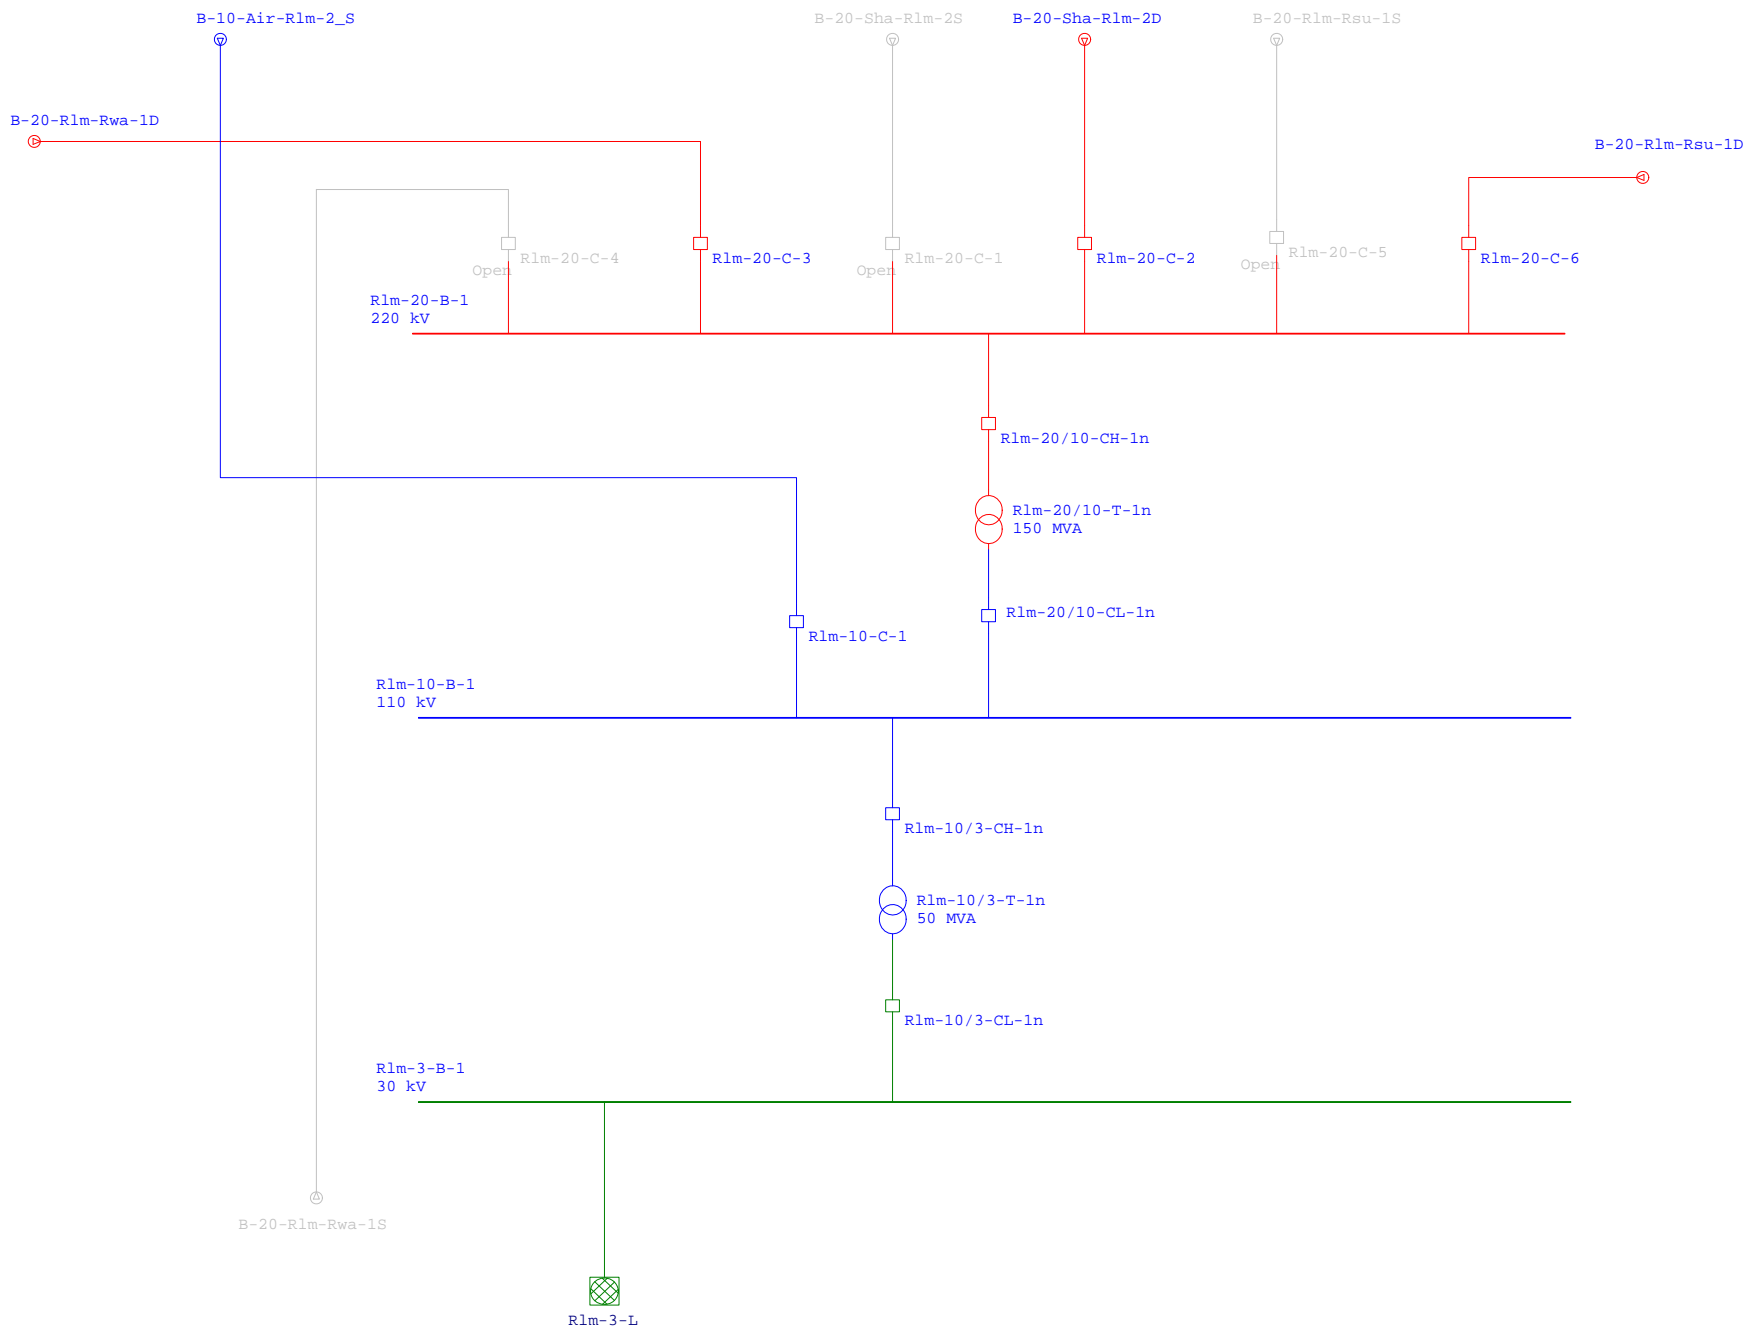 B-10-Air-Rlm-2_S
B-20-Sha-Rlm-2S
B-20-Sha-Rlm-2D
B-20-Rlm-Rsu-1S
B-20-Rlm-Rwa-1D
B-20-Rlm-Rsu-1D
Rlm-20-C-4
Open
Rlm-20-C-3
Rlm-20-C-1
Open
Rlm-20-C-2
Rlm-20-C-5
Open
Rlm-20-C-6
Rlm-20-B-1
220 kV
Rlm-20/10-CH-1n
Rlm-20/10-T-1n
150 MVA
Rlm-20/10-CL-1n
Rlm-10-C-1
Rlm-10-B-1
110 kV
Rlm-10/3-CH-1n
Rlm-10/3-T-1n
50 MVA
Rlm-10/3-CL-1n
Rlm-3-B-1
30 kV
B-20-Rlm-Rwa-1S
Rlm-3-L